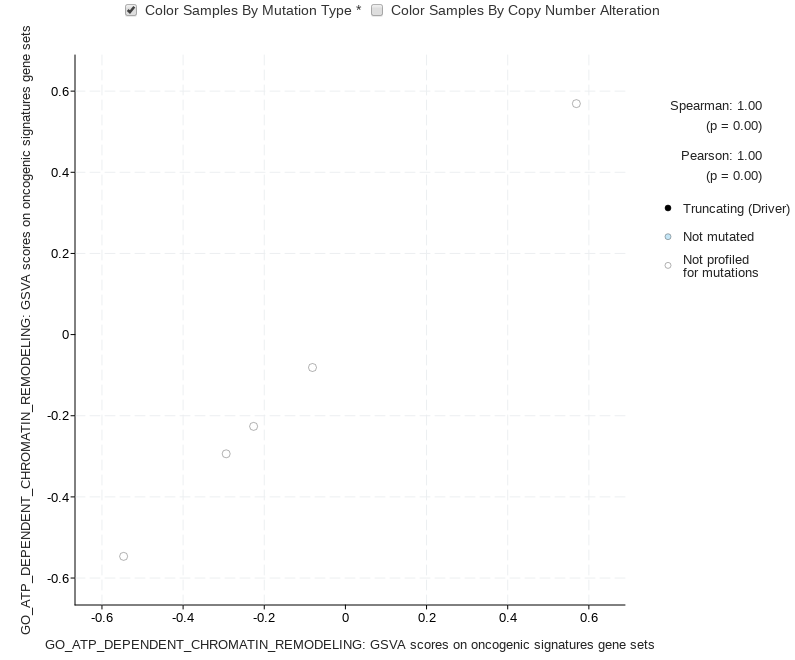 Color Samples By Mutation Type * Color Samples By Copy Number Alteration
GO_ATP_DEPENDENT_CHROMATIN_REMODELING: GSVA scores on oncogenic signatures gene sets
0.6
0.4
0.2
0
-0.2
-0.4
-0.6
-0.6 -0.4 -0.2 0 0.2 0.4 0.6
GO_ATP_DEPENDENT_CHROMATIN_REMODELING: GSVA scores on oncogenic signatures gene sets
Spearman: 1.00
(p = 0.00)
Pearson: 1.00
(p = 0.00)
Truncating (Driver)
Not mutated
Not profiled
for mutations